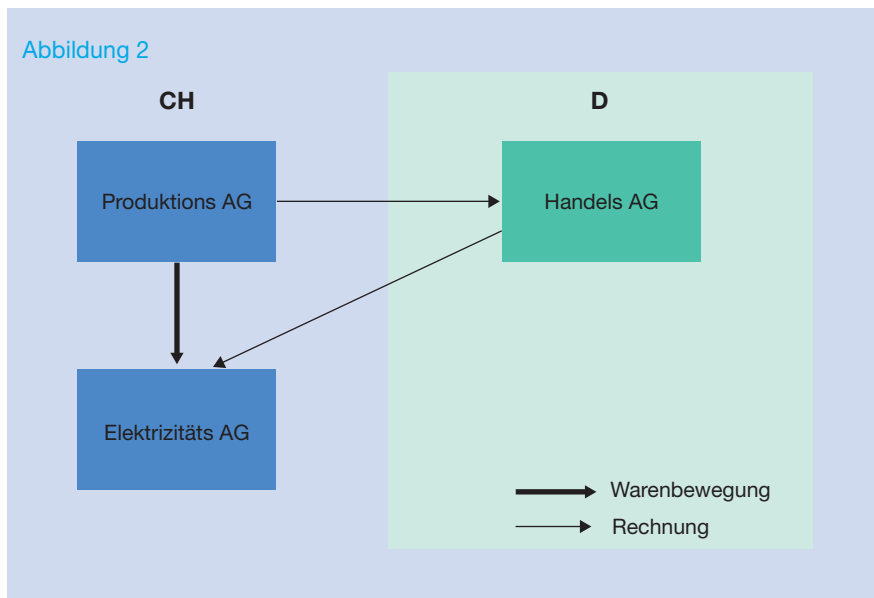 Abbildung 2
CH
D
Produktions AG
Handels AG
Elektrizitäts AG
Warenbewegung
Rechnung